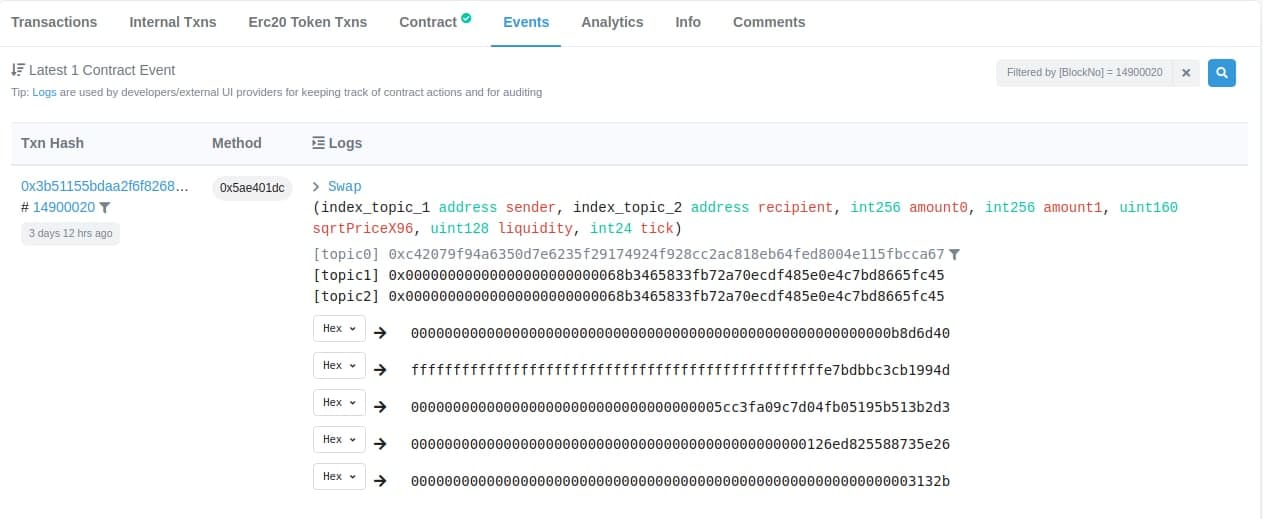 Transactions Internal Txns Erc20 Token Txns Contract Events Analytics Info Comments
Latest 1 Contract Event
Filtered by [BlockNo] = 14900020
Tip: Logs are used by developers/external UI providers for keeping track of contract actions and for auditing
Txn Hash Method Logs
0x3b51155bdaa2f6f8268... 0x5ae401dc > Swap
# 14900020 (index_topic_1 address sender, index_topic_2 address recipient, int256 amount0, int256 amount1, uint160
3 days 12 hrs ago sqrtPriceX96, uint128 liquidity, int24 tick)
[topic0] 0xc42079f94a6350d7e6235f29174924f928cc2ac818eb64fed8004e115fbcca67
[topic1] 0x00000000000000000000000068b3465833fb72a70ecdf485e0e4c7bd8665fc45
[topic2] 0x00000000000000000000000068b3465833fb72a70ecdf485e0e4c7bd8665fc45
Hex → 000000000000000000000000000000000000000000000000000000000b8d6d40
Hex → fffffffffffffffffffffffffffffffffffffffffffffffffe7bdbbc3cb1994d
Hex → 0000000000000000000000000000000000005cc3fa09c7d04fb05195b513b2d3
Hex → 00000000000000000000000000000000000000000000000126ed825588735e26
Hex → 000000000000000000000000000000000000000000000000000000000003132b